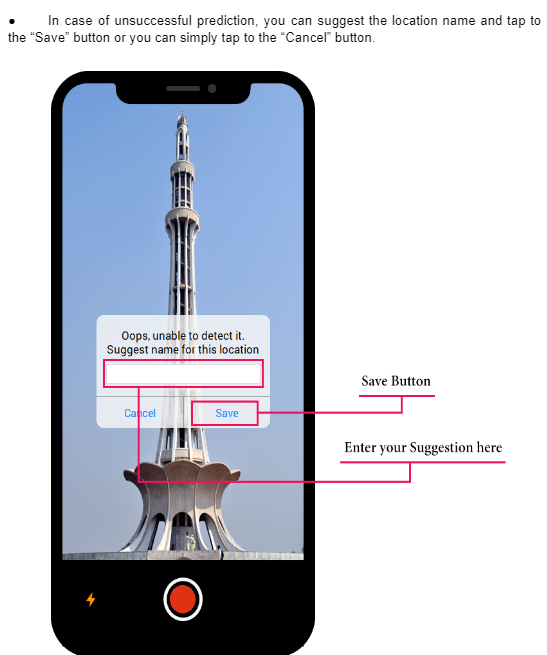 ● In case of unsuccessful prediction, you can suggest the location name and tap to
the “Save” button or you can simply tap to the “Cancel” button.
Oops, unable to detect it.
Suggest name for this location
Cancel
Save
Save Button
Enter your Suggestion here